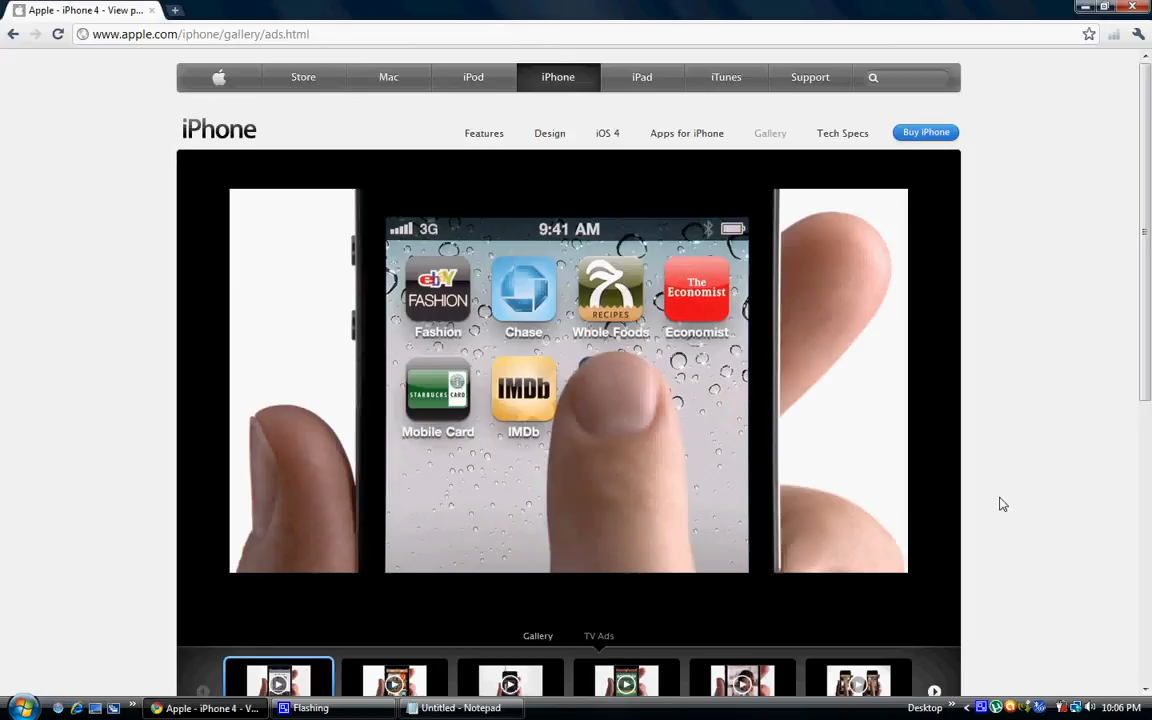 Apple - iPhone 4 - View p...
www.apple.com/iphone/gallery/ads.html
Store Mac iPod iPhone iPad iTunes Support
iPhone
Features Design iOS 4 Apps for iPhone Gallery Tech Specs Buy iPhone
3G 9:41 AM
ebY FASHION
The Economist
RECIPES
Fashion Chase Whole Foods Economist
STARBUCKS CARD
IMDb
Mobile Card IMDb
Gallery TV Ads
Apple - iPhone 4 - V... Flashing Untitled - Notepad Desktop 10:06 PM